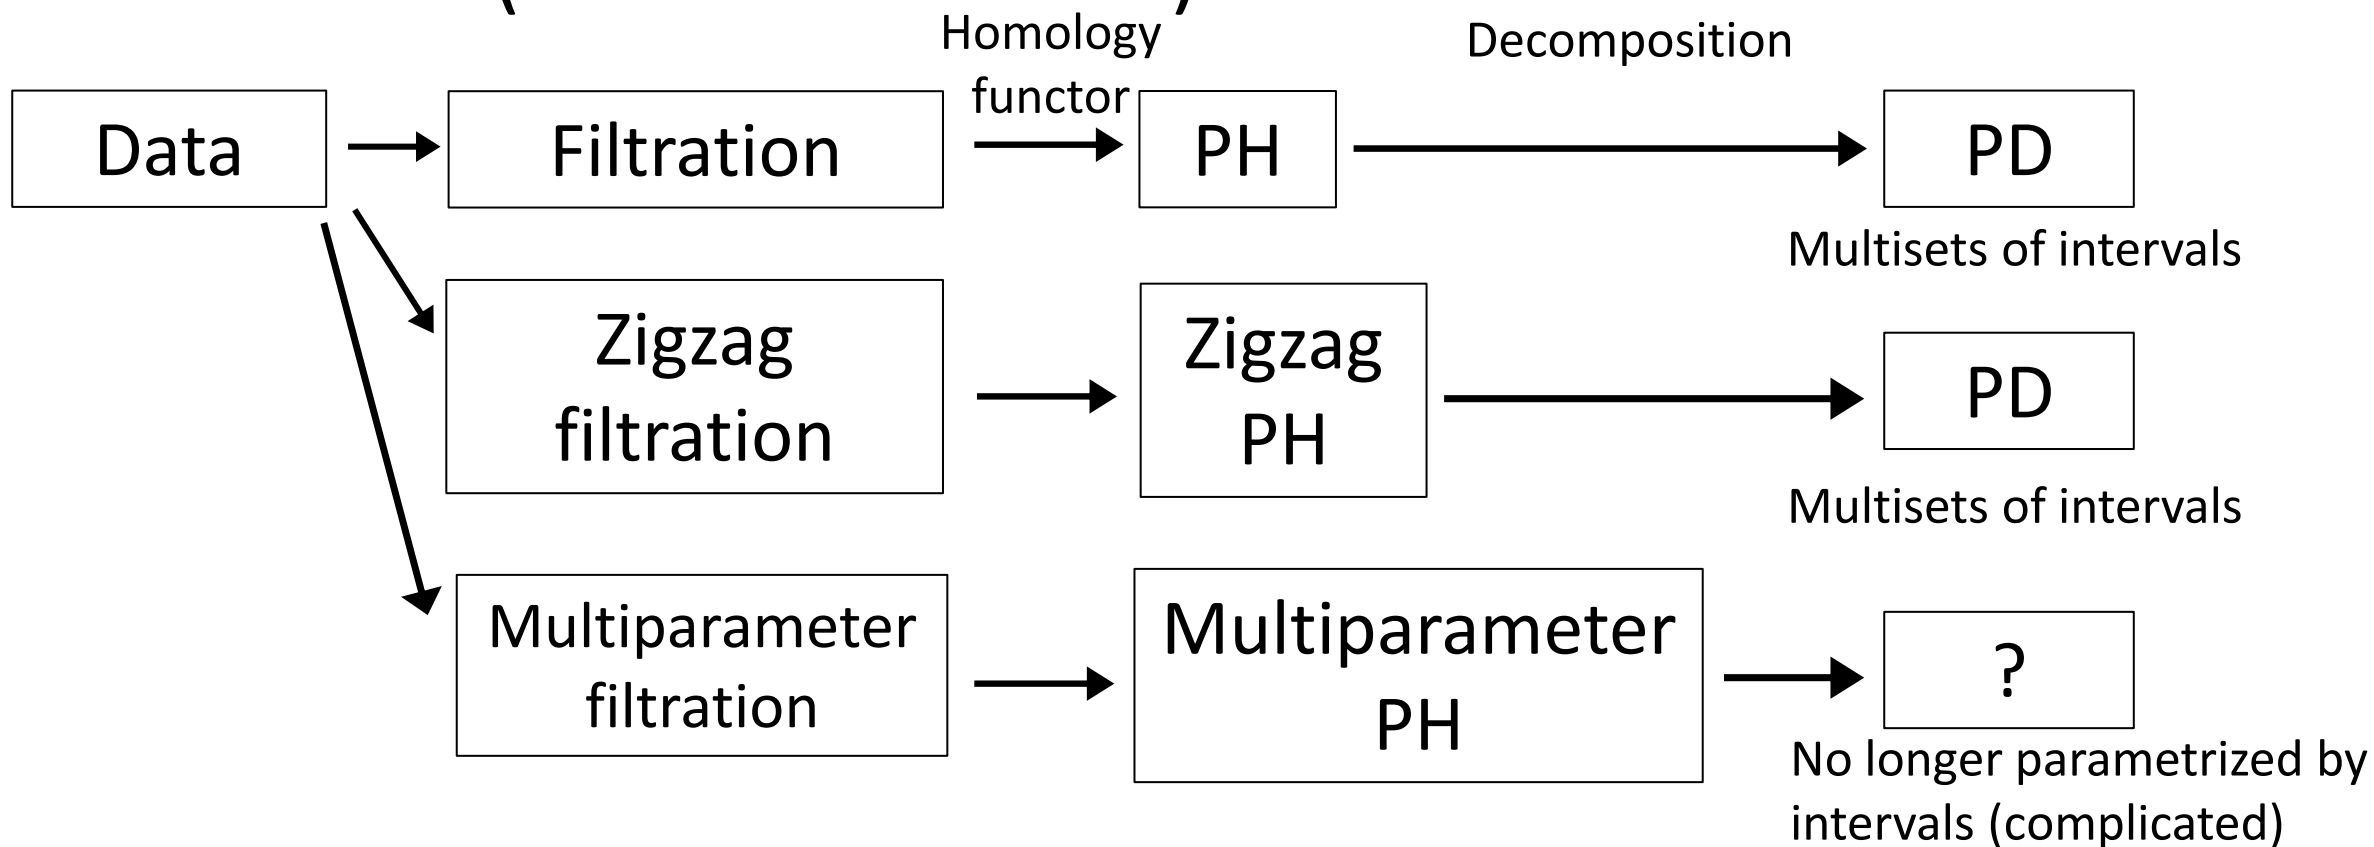 Homology
functor
Decomposition
Data
Filtration
PH
PD
Multisets of intervals
Zigzag
filtration
Zigzag
PH
PD
Multisets of intervals
Multiparameter
filtration
Multiparameter
PH
?
No longer parametrized by
intervals (complicated)